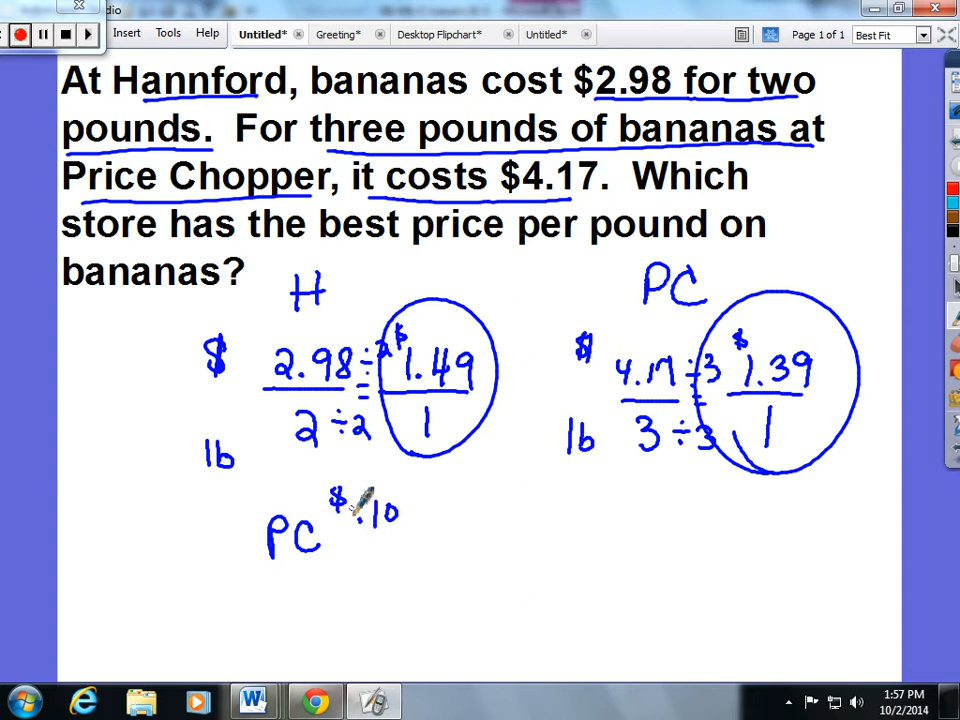 dio
Insert Tools Help Untitled* Greeting* Desktop Flipchart* Untitled* Page 1 of 1 Best Fit
At Hannford, bananas cost $2.98 for two
pounds. For three pounds of bananas at
Price Chopper, it costs $4.17. Which
store has the best price per pound on
bananas?
H PC
$ 2.98 ÷ 2 = $1.49 $ 4.17 ÷ 3 = $1.39
lb 2 ÷ 2 1 lb 3 ÷ 3 1
PC $.10
1:57 PM
10/2/2014